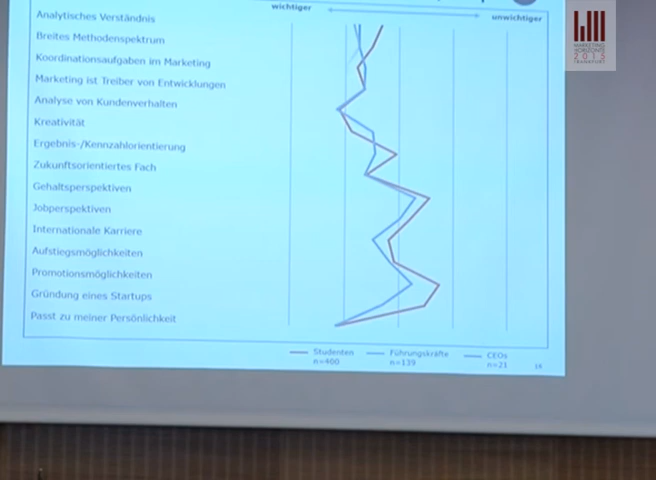 wichtiger
unwichtiger
Analytisches Verständnis
Breites Methodenspektrum
Koordinationsaufgaben im Marketing
Marketing ist Treiber von Entwicklungen
Analyse von Kundenverhalten
Kreativität
Ergebnis-/Kennzahlorientierung
Zukunftsorientiertes Fach
Gehaltsperspektiven
Jobperspektiven
Internationale Karriere
Aufstiegsmöglichkeiten
Promotionsmöglichkeiten
Gründung eines Startups
Passt zu meiner Persönlichkeit
Studenten
n=400
Führungskräfte
n=139
CEOs
n=21
MARKETING
HORIZONTE
2015
FRANKFURT